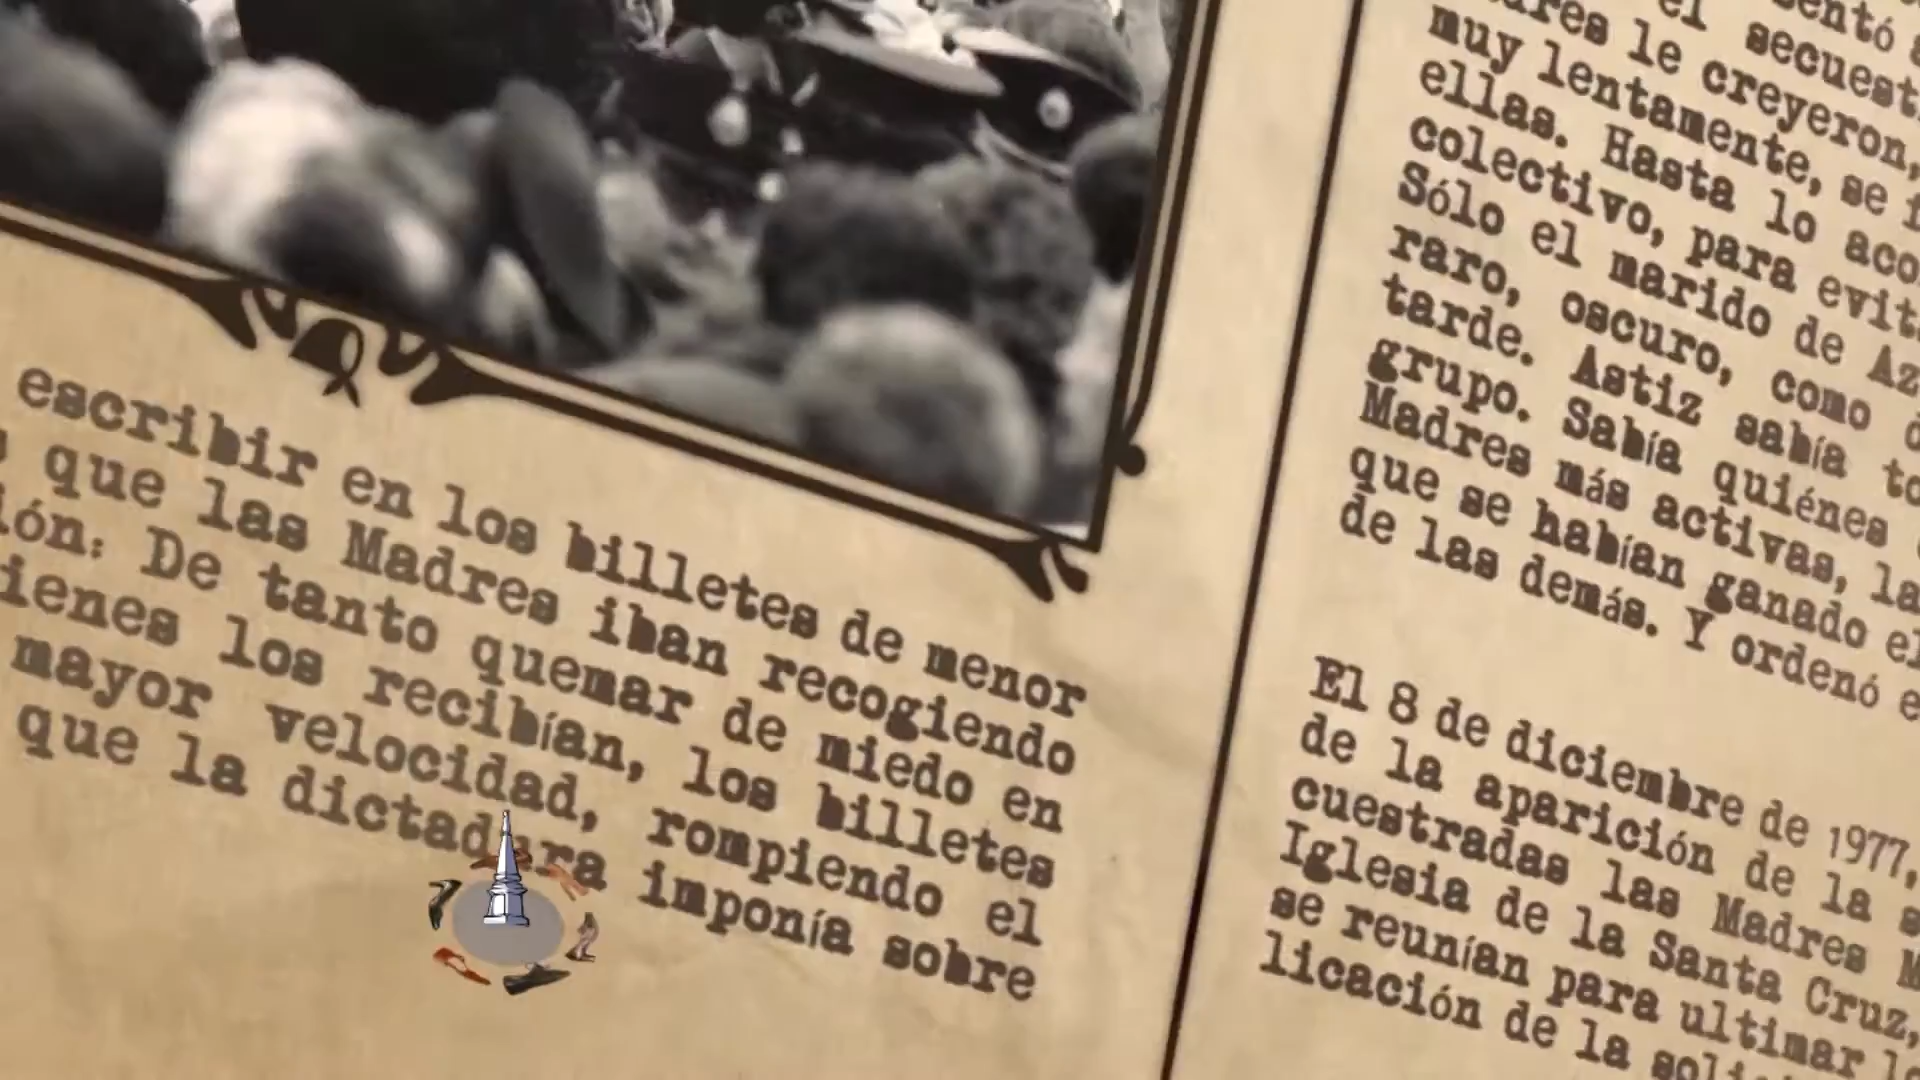 escribir en los billetes de menor
que las Madres iban recogiendo
ión: De tanto quemar de miedo en
ienes los recibían, los billetes
mayor velocidad, rompiendo el
que la dictadura imponía sobre
el secuest
le creyeron,
muy lentamente, se
ellas. Hasta lo aco
colectivo, para evit
Sólo el marido de Az
raro, oscuro, como
tarde. Astiz sabía to
grupo. Sabía quiénes
Madres más activas, la
que se habían ganado el
de las demás. Y ordenó e
El 8 de diciembre de 1977,
de la aparición de la s
cuestradas las Madres M
Iglesia de la Santa Cruz,
se reunían para ultimar lo
licación de la soli